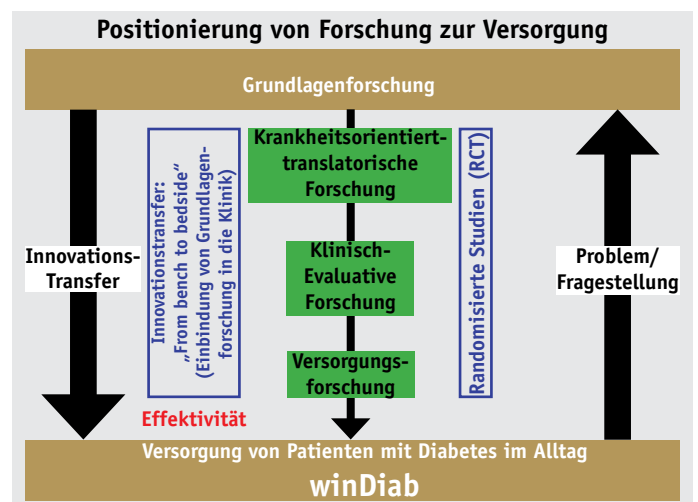 Positionierung von Forschung zur Versorgung
Grundlagenforschung
Innovations-
Transfer
Innovationstransfer:
„From bench to bedside“
(Einbindung von Grundlagen-
forschung in die Klinik)
Krankheitsorientiert-
translatorische
Forschung
Klinisch-
Evaluative
Forschung
Versorgungs-
forschung
Randomisierte Studien (RCT)
Problem/
Fragestellung
Effektivität
Versorgung von Patienten mit Diabetes im Alltag
winDiab